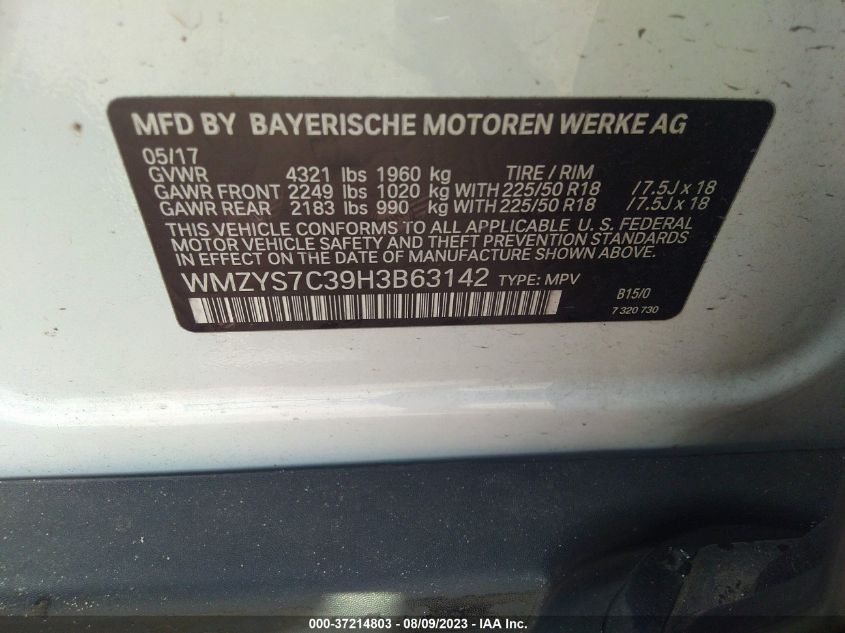 MFD BY BAYERISCHE MOTOREN WERKE AG
05/17
GVWR 4321 lbs 1960 kg TIRE / RIM
GAWR FRONT 2249 lbs 1020 kg WITH 225/50 R18 /7.5J x 18
GAWR REAR 2183 lbs 990 kg WITH 225/50 R18 /7.5J x 18
THIS VEHICLE CONFORMS TO ALL APPLICABLE U. S. FEDERAL
MOTOR VEHICLE SAFETY AND THEFT PREVENTION STANDARDS
IN EFFECT ON THE DATE OF MANUFACTURE SHOWN ABOVE.
WMZYS7C39H3B63142 TYPE: MPV
B15/0
7 320 730
000-37214803 - 08/09/2023 - IAA Inc.